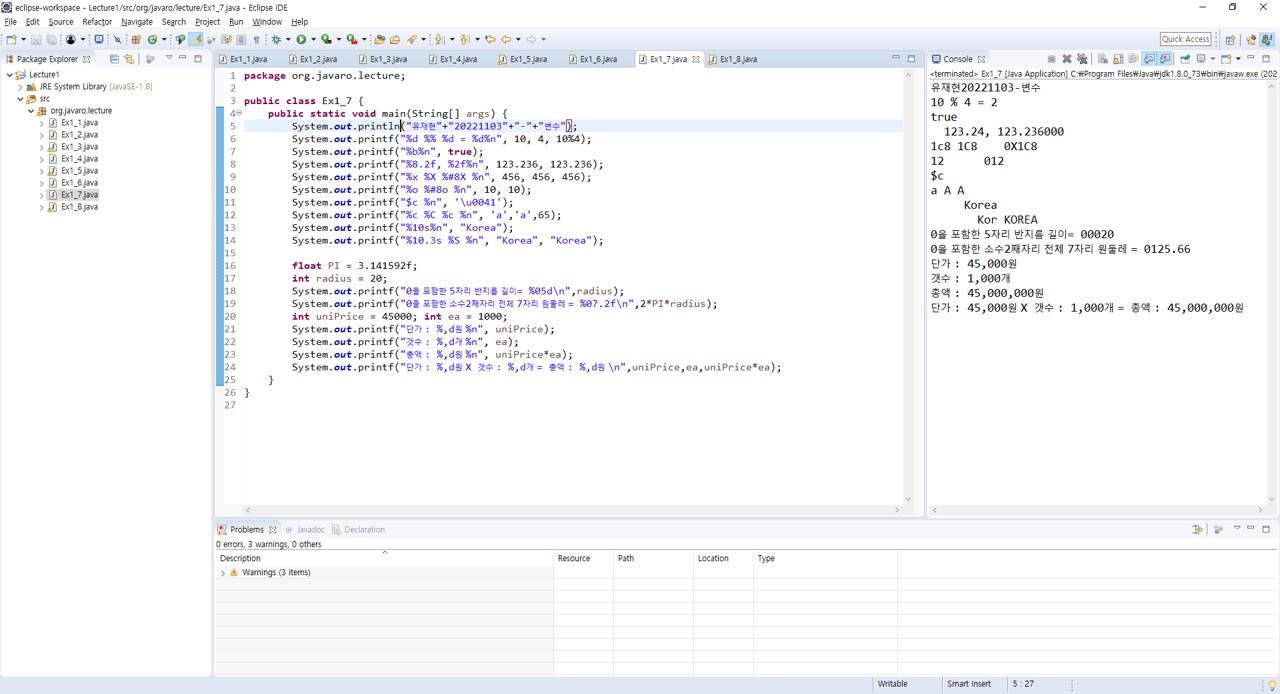 eclipse-workspace - Lecture1/src/org/javaro/lecture/Ex1_7.java - Eclipse IDE
File Edit Source Refactor Navigate Search Project Run Window Help
Quick Access
Package Explorer
Lecture1
JRE System Library [JavaSE-1.8]
src
org.javaro.lecture
Ex1_1.java
Ex1_2.java
Ex1_3.java
Ex1_4.java
Ex1_5.java
Ex1_6.java
Ex1_7.java
Ex1_8.java
Ex1_1.java Ex1_2.java Ex1_3.java Ex1_4.java Ex1_5.java Ex1_6.java Ex1_7.java Ex1_8.java
1 package org.javaro.lecture;
2
3 public class Ex1_7 {
4 public static void main(String[] args) {
5 System.out.println("유재현"+"20221103"+"-"+"변수");
6 System.out.printf("%d %% %d = %d%n", 10, 4, 10%4);
7 System.out.printf("%b%n", true);
8 System.out.printf("%8.2f, %2f%n", 123.236, 123.236);
9 System.out.printf("%x %X %#8X %n", 456, 456, 456);
10 System.out.printf("%o %#8o %n", 10, 10);
11 System.out.printf("$c %n", '\u0041');
12 System.out.printf("%c %C %c %n", 'a','a',65);
13 System.out.printf("%10s%n", "Korea");
14 System.out.printf("%10.3s %S %n", "Korea", "Korea");
15
16 float PI = 3.141592f;
17 int radius = 20;
18 System.out.printf("0을 포함한 5자리 반지름 길이= %05d\n",radius);
19 System.out.printf("0을 포함한 소수2째자리 전체 7자리 원둘레 = %07.2f\n",2*PI*radius);
20 int uniPrice = 45000; int ea = 1000;
21 System.out.printf("단가 : %,d원 %n", uniPrice);
22 System.out.printf("갯수 : %,d개 %n", ea);
23 System.out.printf("총액 : %,d원 %n", uniPrice*ea);
24 System.out.printf("단가 : %,d원 X 갯수 : %,d개 = 총액 : %,d원 \n",uniPrice,ea,uniPrice*ea);
25 }
26 }
27
Console
<terminated> Ex1_7 [Java Application] C:₩Program Files₩Java₩jdk1.8.0_73₩bin₩javaw.exe (202
유재현20221103-변수
10 % 4 = 2
true
123.24, 123.236000
1c8 1C8 0X1C8
12 012
$c
a A A
Korea
Kor KOREA
0을 포함한 5자리 반지름 길이= 00020
0을 포함한 소수2째자리 전체 7자리 원둘레 = 0125.66
단가 : 45,000원
갯수 : 1,000개
총액 : 45,000,000원
단가 : 45,000원 X 갯수 : 1,000개 = 총액 : 45,000,000원
Problems Javadoc Declaration
0 errors, 3 warnings, 0 others
Description Resource Path Location Type
Warnings (3 items)
Writable Smart Insert 5 : 27